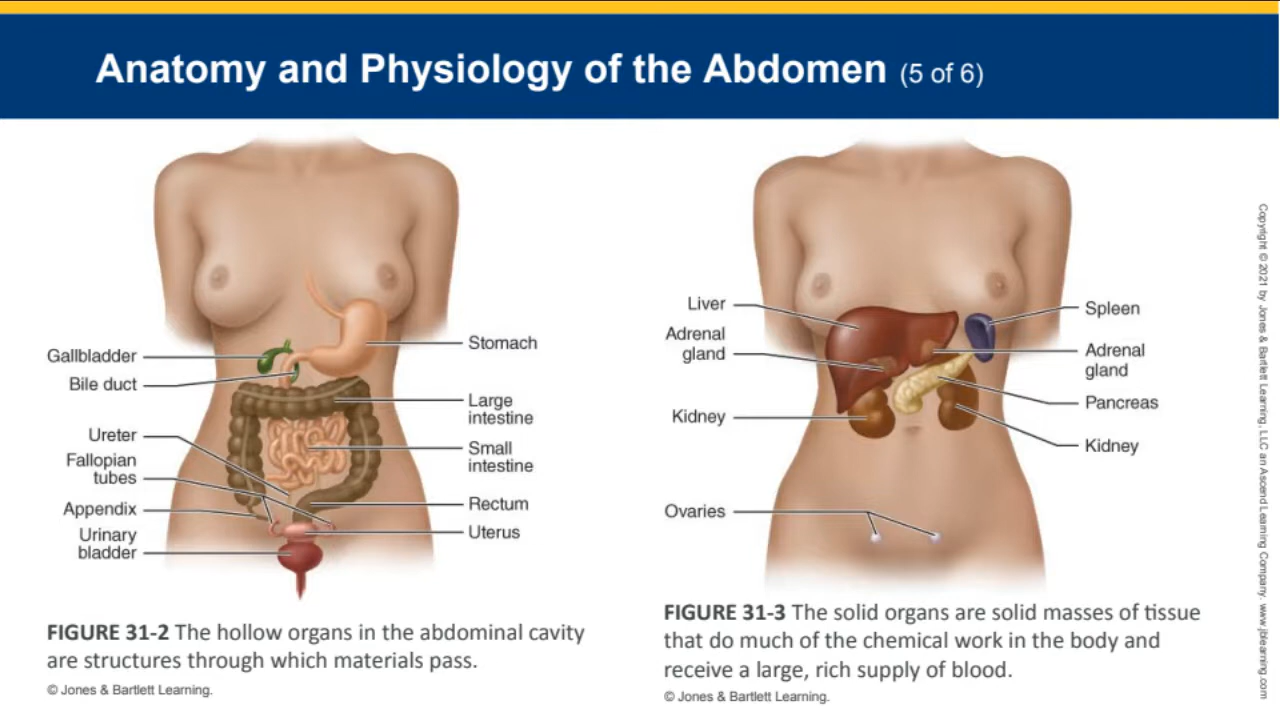 Anatomy and Physiology of the Abdomen (5 of 6)
Gallbladder
Bile duct
Ureter
Fallopian
tubes
Appendix
Urinary
bladder
Stomach
Large
intestine
Small
intestine
Rectum
Uterus
FIGURE 31-2 The hollow organs in the abdominal cavity
are structures through which materials pass.
© Jones & Bartlett Learning.
Liver
Adrenal
gland
Kidney
Ovaries
Spleen
Adrenal
gland
Pancreas
Kidney
FIGURE 31-3 The solid organs are solid masses of tissue
that do much of the chemical work in the body and
receive a large, rich supply of blood.
© Jones & Bartlett Learning.
Copyright © 2021 by Jones & Bartlett Learning, LLC an Ascend Learning Company. www.jblearning.com